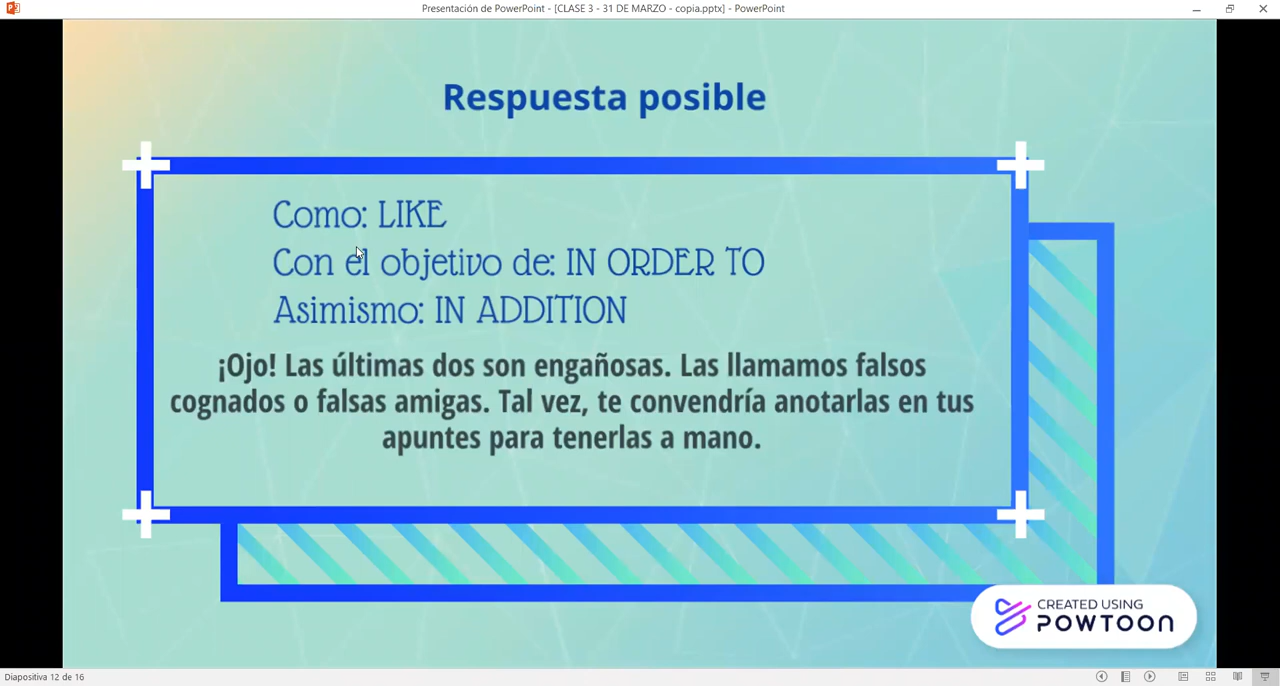 Presentación de PowerPoint - [CLASE 3 - 31 DE MARZO - copia.pptx] - PowerPoint
Respuesta posible
Como: LIKE
Con el objetivo de: IN ORDER TO
Asimismo: IN ADDITION
¡Ojo! Las últimas dos son engañosas. Las llamamos falsos
cognados o falsas amigas. Tal vez, te convendría anotarlas en tus
apuntes para tenerlas a mano.
CREATED USING
POWTOON
Diapositiva 12 de 16